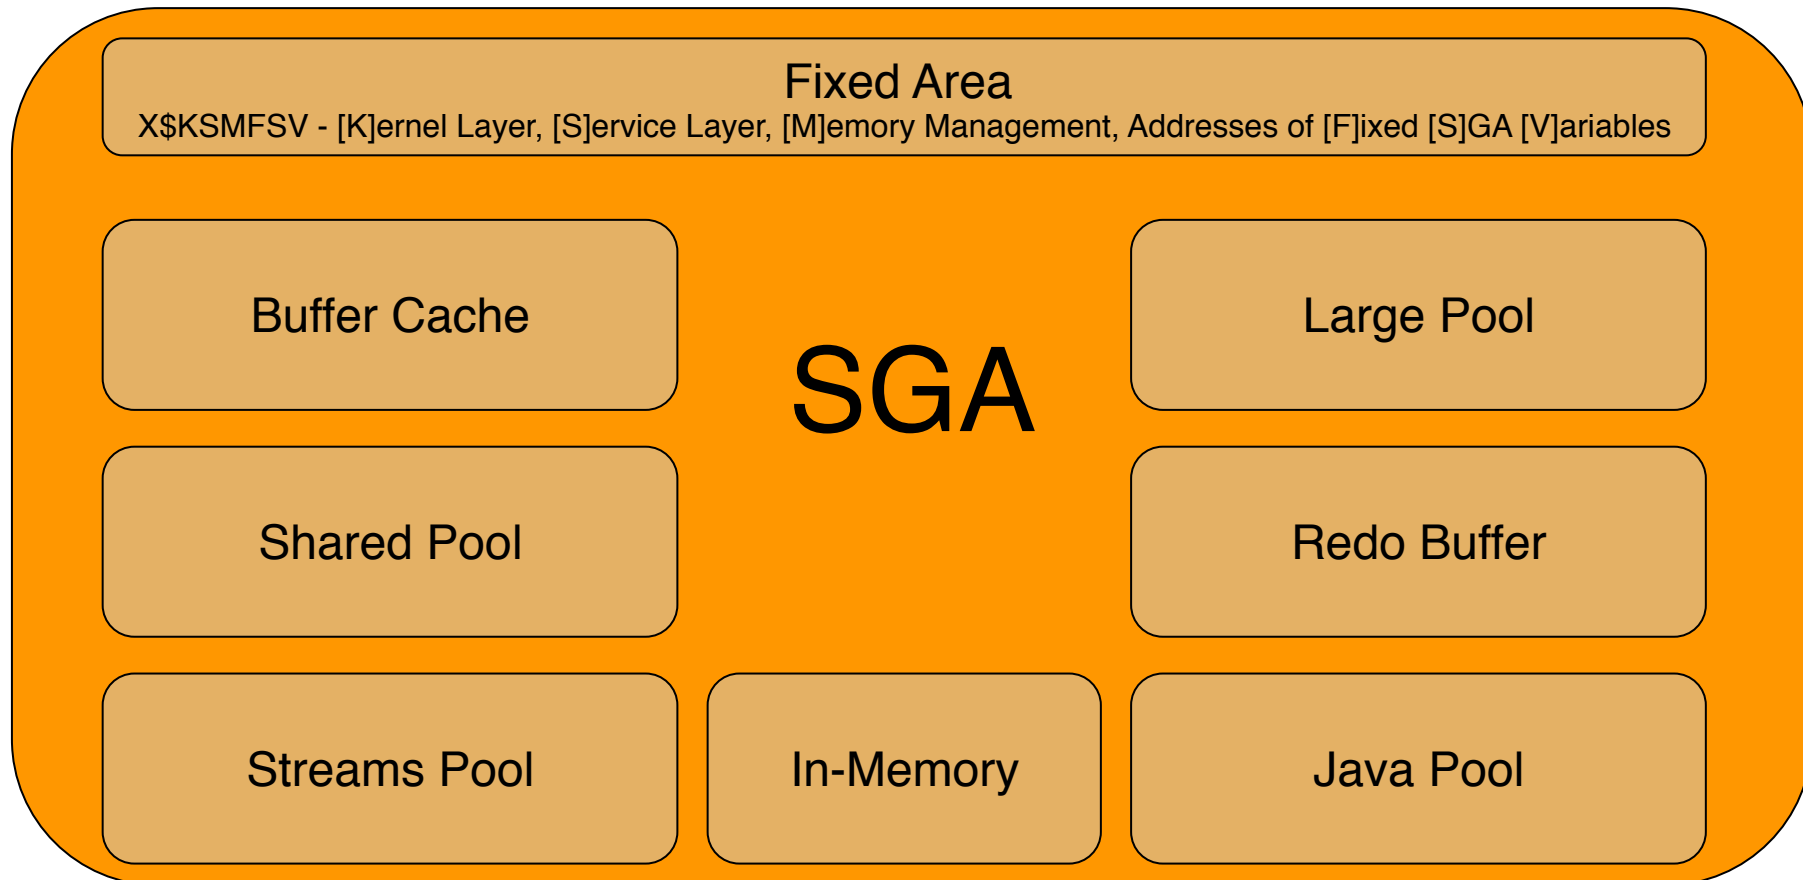 Fixed Area
X$KSMFSV - [K]ernel Layer, [S]ervice Layer, [M]emory Management, Addresses of [F]ixed [S]GA [V]ariables
Buffer Cache
Large Pool
SGA
Shared Pool
Redo Buffer
Streams Pool
In-Memory
Java Pool